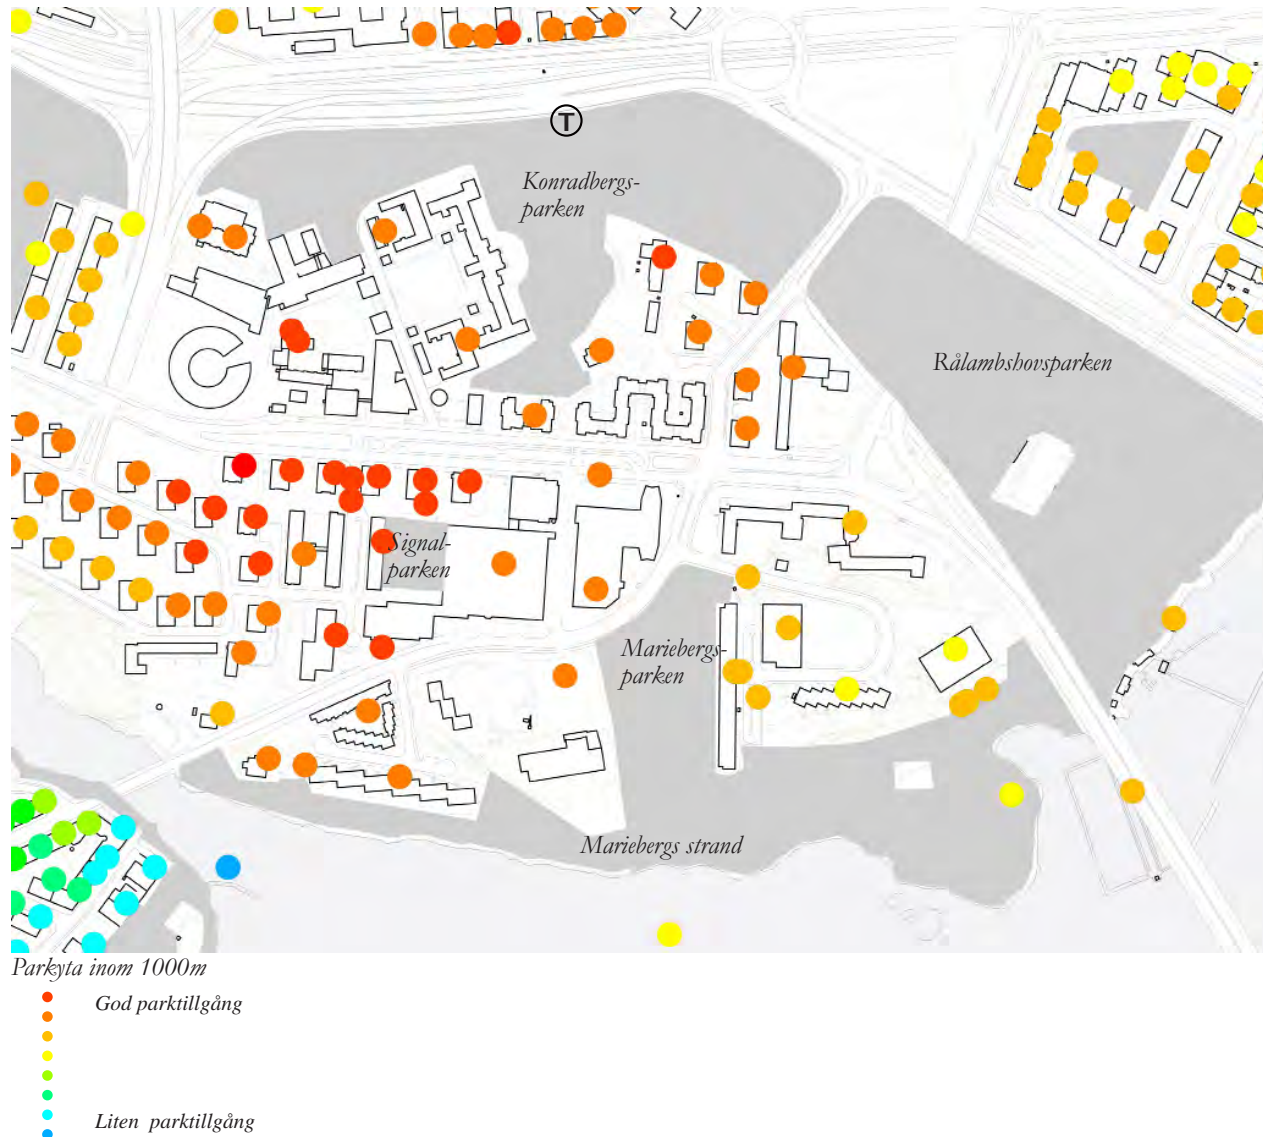 T
Konradbergs-
parken
Rålambshovsparken
Signal-
parken
Mariebergs-
parken
Mariebergs strand
Parkyta inom 1000m
God parktillgång
Liten parktillgång